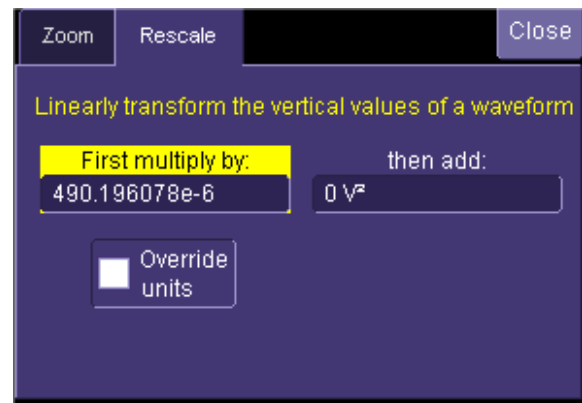 Zoom Rescale Close
Linearly transform the vertical values of a waveform
First multiply by: then add:
490.196078e-6 0 V²
Override
units